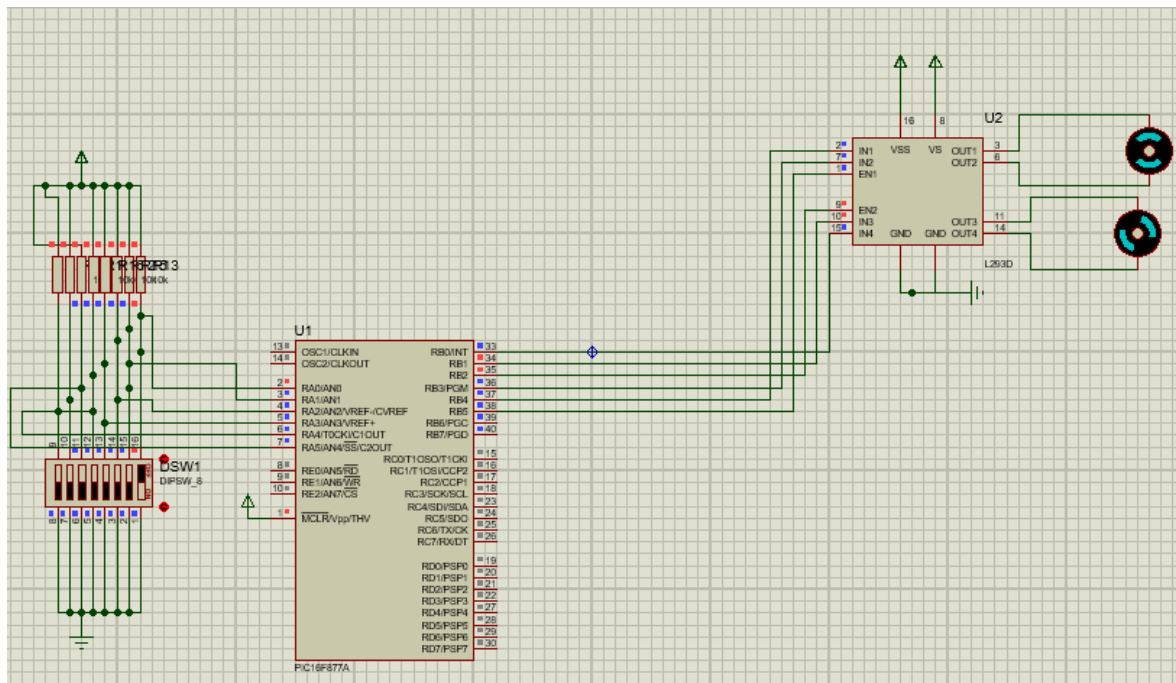 U2
16
8
2
IN1
VSS
VS
OUT1
3
7
IN2
OUT2
6
1
EN1
9
EN2
10
IN3
OUT3
11
15
IN4
GND
GND
OUT4
14
L293D
U1
13
OSC1/CLKIN
RB0/INT
33
14
OSC2/CLKOUT
RB1
34
RB2
35
2
RA0/AN0
RB3/PGM
36
3
RA1/AN1
RB4
37
4
RA2/AN2/VREF-/CVREF
RB5
38
5
RA3/AN3/VREF+
RB6/PGC
39
6
RA4/T0CKI/C1OUT
RB7/PGD
40
7
RA5/AN4/SS/C2OUT
RC0/T1OSO/T1CKI
15
8
RE0/AN5/RD
RC1/T1OSI/CCP2
16
9
RE1/AN6/WR
RC2/CCP1
17
10
RE2/AN7/CS
RC3/SCK/SCL
18
RC4/SDI/SDA
23
1
MCLR/Vpp/THV
RC5/SDO
24
RC6/TX/CK
25
RC7/RX/DT
26
RD0/PSP0
19
RD1/PSP1
20
RD2/PSP2
21
RD3/PSP3
22
RD4/PSP4
27
RD5/PSP5
28
RD6/PSP6
29
RD7/PSP7
30
PIC16F877A
9 10 11 12 13 14 15 16
DSW1
DIPSW_8
OFF
ON
8 7 6 5 4 3 2 1